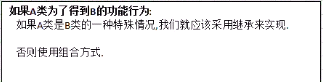 如果A类为了得到B的功能行为:
如果A类是B类的一种特殊情况,我们就应该采用继承来实现.
否则使用组合方式.